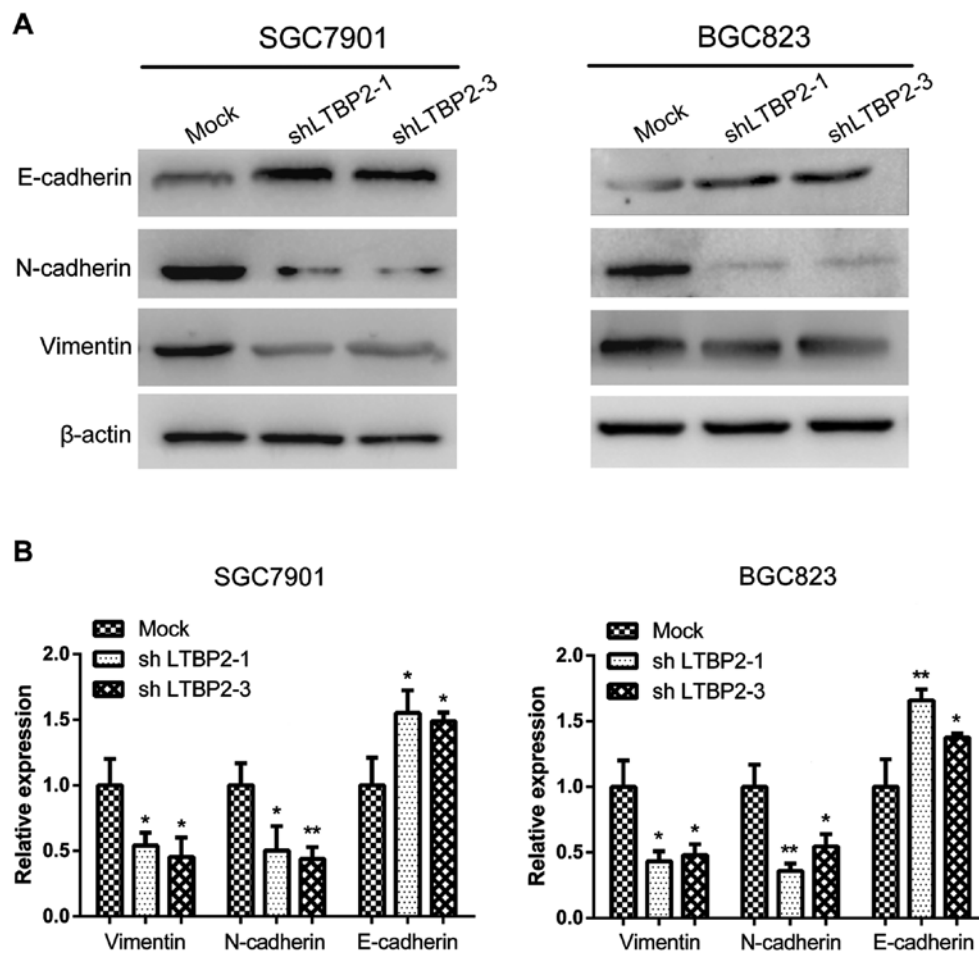 A
SGC7901
BGC823
Mock
shLTBP2-1
shLTBP2-3
Mock
shLTBP2-1
shLTBP2-3
E-cadherin
N-cadherin
Vimentin
β-actin
B
SGC7901
Mock
sh LTBP2-1
sh LTBP2-3
Relative expression
2.0
1.5
1.0
0.5
0.0
*
*
*
**
*
*
Vimentin
N-cadherin
E-cadherin
BGC823
Mock
sh LTBP2-1
sh LTBP2-3
Relative expression
2.0
1.5
1.0
0.5
0.0
*
*
**
*
**
*
Vimentin
N-cadherin
E-cadherin